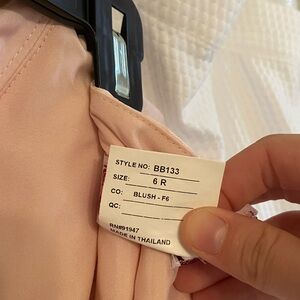 STYLE NO: BB133
SIZE: 6 R
CO: BLUSH - F6
QC:
RN#91947
MADE IN THAILAND